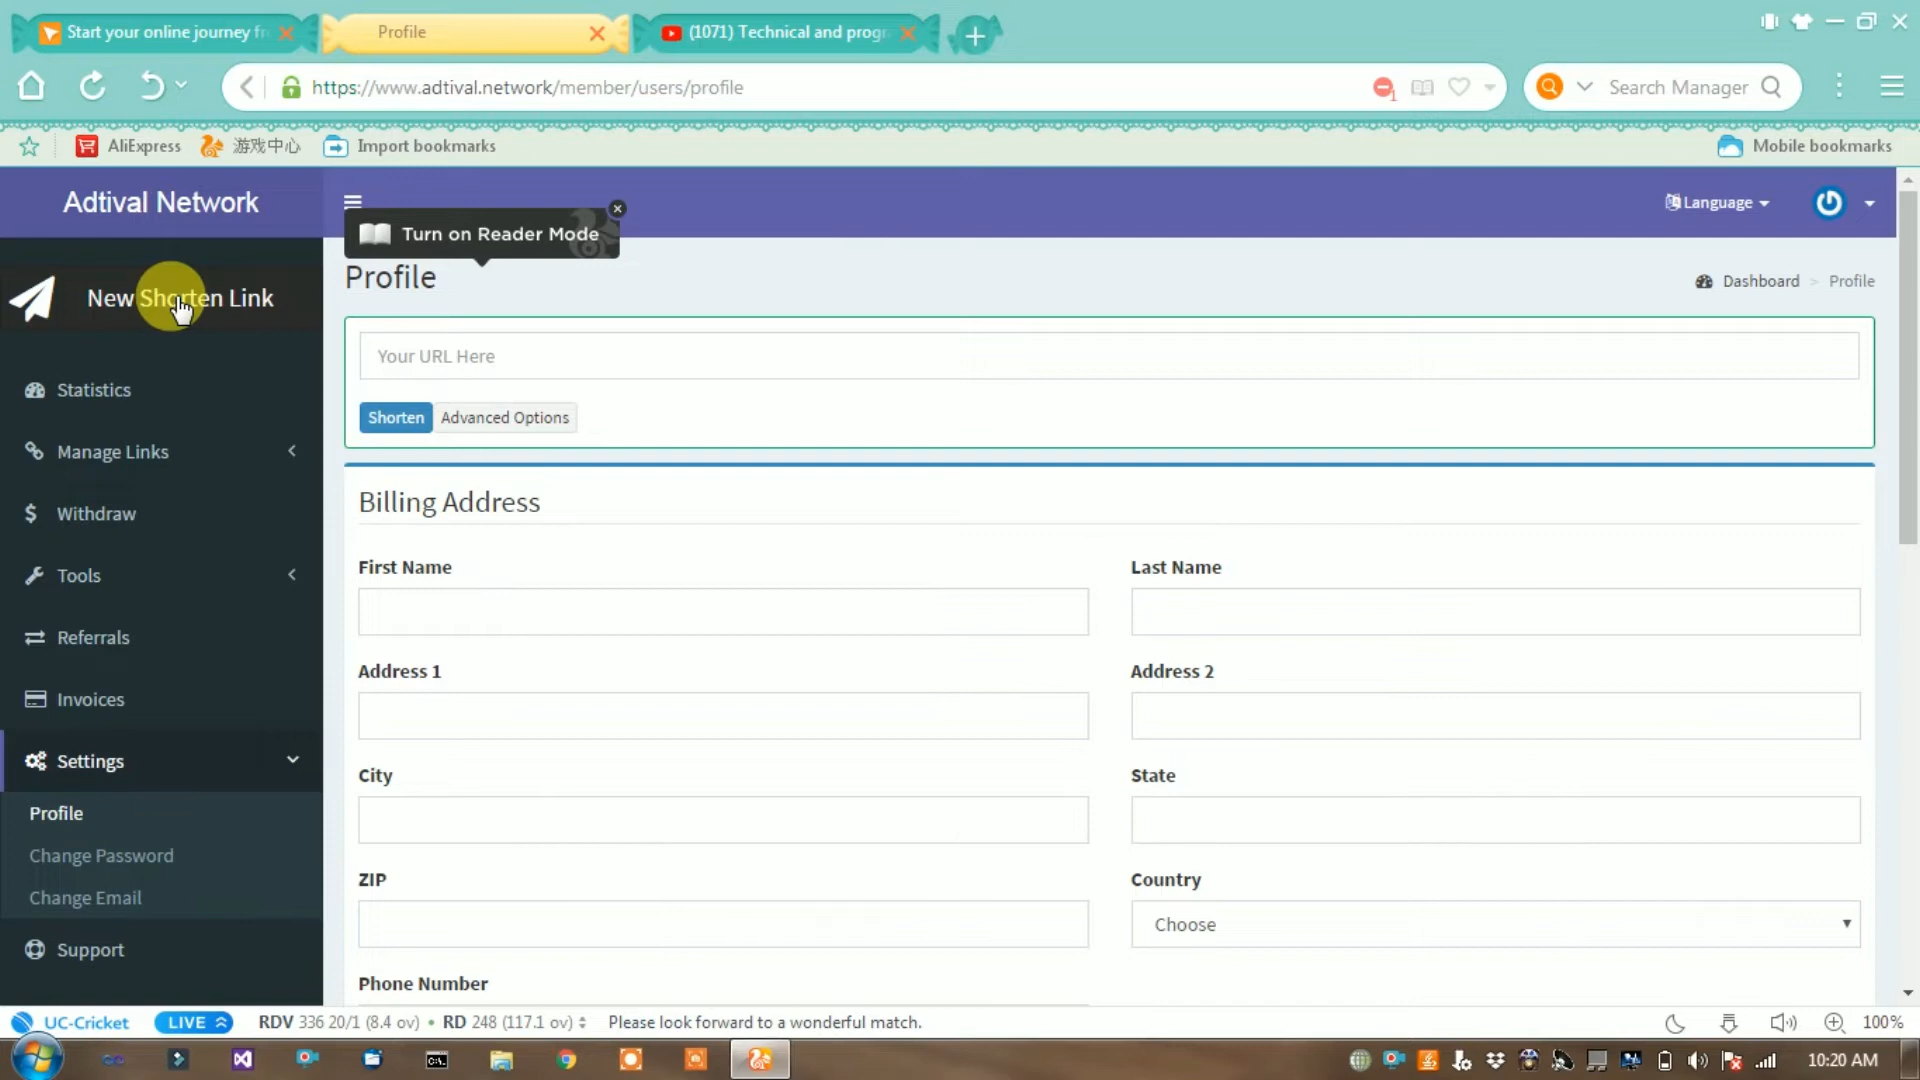 Start your online journey fr
Profile
(1071) Technical and progr
https://www.adtival.network/member/users/profile
1
Search Manager
AliExpress
游戏中心
Import bookmarks
Mobile bookmarks
Adtival Network
Language
Turn on Reader Mode
Profile
Dashboard > Profile
New Shorten Link
Your URL Here
Shorten
Advanced Options
Statistics
Manage Links
Withdraw
Tools
Referrals
Invoices
Settings
Profile
Change Password
Change Email
Support
Billing Address
First Name
Last Name
Address 1
Address 2
City
State
ZIP
Country
Choose
Phone Number
UC-Cricket
LIVE
RDV 336 20/1 (8.4 ov) • RD 248 (117.1 ov)
Please look forward to a wonderful match.
100%
10:20 AM